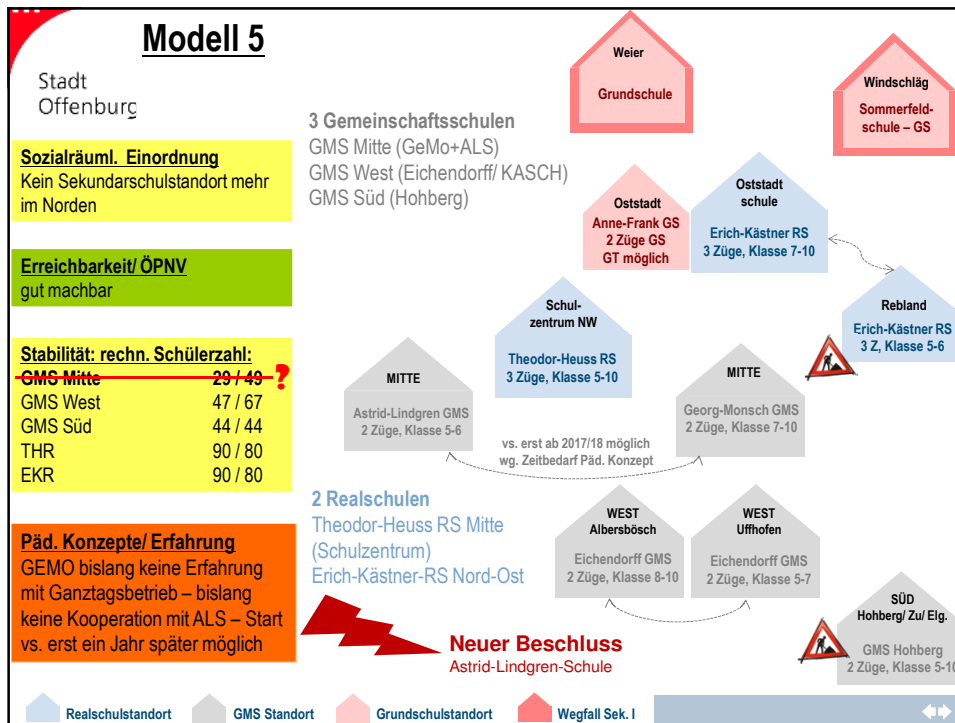 Modell 5
Stadt
Offenburg
Sozialräuml. Einordnung
Kein Sekundarschulstandort mehr
im Norden
Erreichbarkeit/ ÖPNV
gut machbar
Stabilität: rechn. Schülerzahl:
GMS Mitte 29 / 49 ?
GMS West 47 / 67
GMS Süd 44 / 44
THR 90 / 80
EKR 90 / 80
Päd. Konzepte/ Erfahrung
GEMO bislang keine Erfahrung
mit Ganztagsbetrieb – bislang
keine Kooperation mit ALS – Start
vs. erst ein Jahr später möglich
3 Gemeinschaftsschulen
GMS Mitte (GeMo+ALS)
GMS West (Eichendorff/ KASCH)
GMS Süd (Hohberg)
Weier
Grundschule
Windschläg
Sommerfeld-
schule – GS
Oststadt
Anne-Frank GS
2 Züge GS
GT möglich
Oststadt
schule
Erich-Kästner RS
3 Züge, Klasse 7-10
Rebland
Erich-Kästner RS
3 Z, Klasse 5-6
Schul-
zentrum NW
Theodor-Heuss RS
3 Züge, Klasse 5-10
MITTE
Astrid-Lindgren GMS
2 Züge, Klasse 5-6
MITTE
Georg-Monsch GMS
2 Züge, Klasse 7-10
vs. erst ab 2017/18 möglich
wg. Zeitbedarf Päd. Konzept
2 Realschulen
Theodor-Heuss RS Mitte
(Schulzentrum)
Erich-Kästner-RS Nord-Ost
WEST
Albersbösch
Eichendorff GMS
2 Züge, Klasse 8-10
WEST
Uffhofen
Eichendorff GMS
2 Züge, Klasse 5-7
SÜD
Hohberg/ Zu/ Elg.
GMS Hohberg
2 Züge, Klasse 5-10
Neuer Beschluss
Astrid-Lindgren-Schule
Realschulstandort
GMS Standort
Grundschulstandort
Wegfall Sek. I